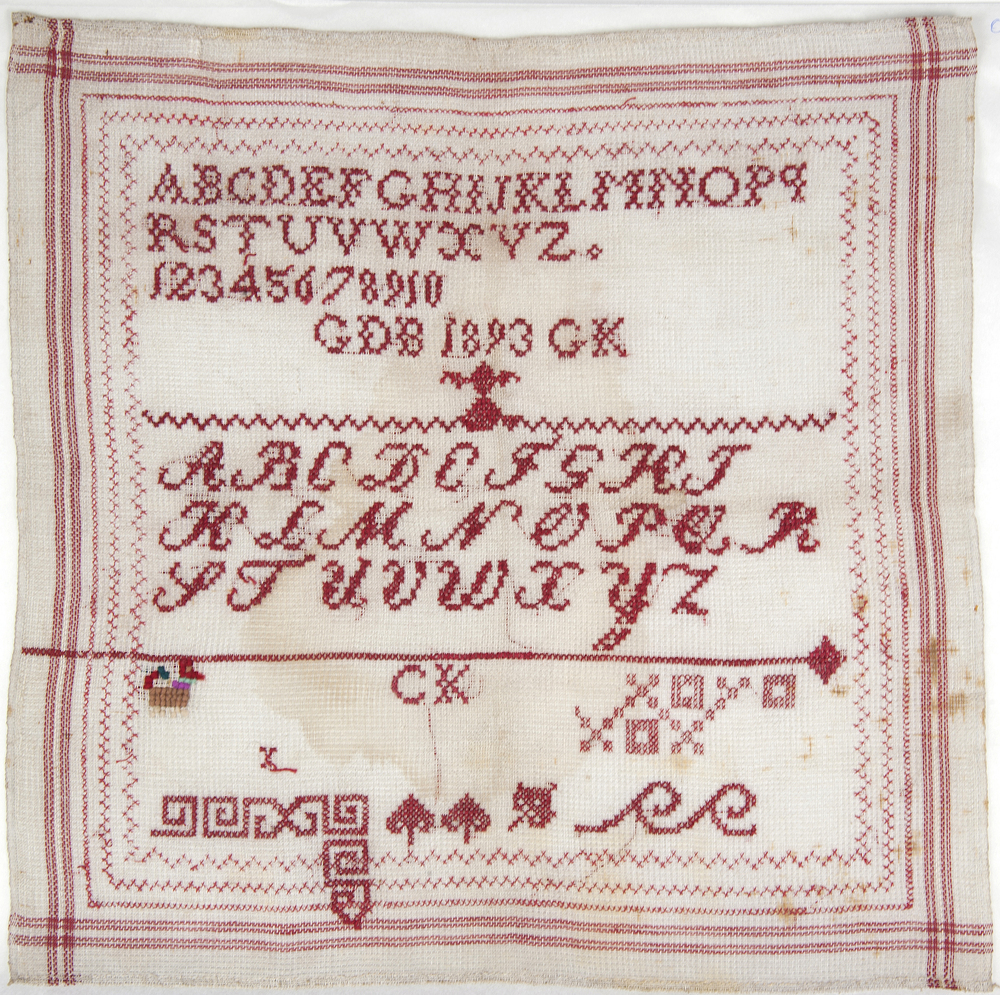 ABCDEFGHIJKLMNOPQ
RSTUVWXYZ.
12345678910
GDB 1893 GK
ABCDEFGHI
KLMNOPQR
STUVWXYZ
CK